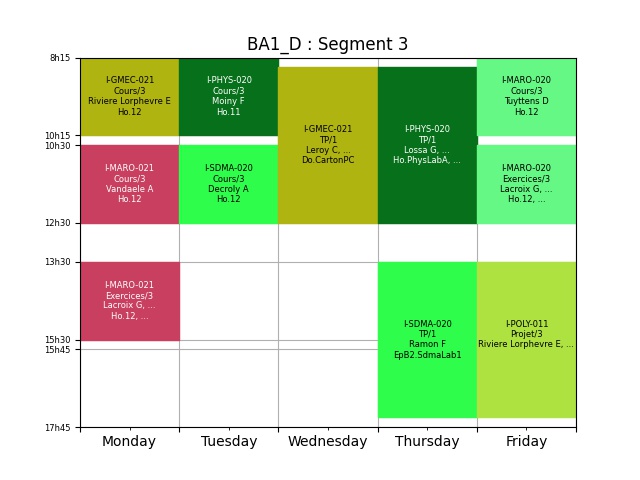 BA1_D : Segment 3
8h15
10h15
10h30
12h30
13h30
15h30
15h45
17h45
I-GMEC-021
Cours/3
Riviere Lorphevre E
Ho.12
I-MARO-021
Cours/3
Vandaele A
Ho.12
I-MARO-021
Exercices/3
Lacroix G, ...
Ho.12, ...
I-PHYS-020
Cours/3
Moiny F
Ho.11
I-SDMA-020
Cours/3
Decroly A
Ho.12
I-GMEC-021
TP/1
Leroy C, ...
Do.CartonPC
I-PHYS-020
TP/1
Lossa G, ...
Ho.PhysLabA, ...
I-SDMA-020
TP/1
Ramon F
EpB2.SdmaLab1
I-MARO-020
Cours/3
Tuyttens D
Ho.12
I-MARO-020
Exercices/3
Lacroix G, ...
Ho.12, ...
I-POLY-011
Projet/3
Riviere Lorphevre E, ...
Monday
Tuesday
Wednesday
Thursday
Friday